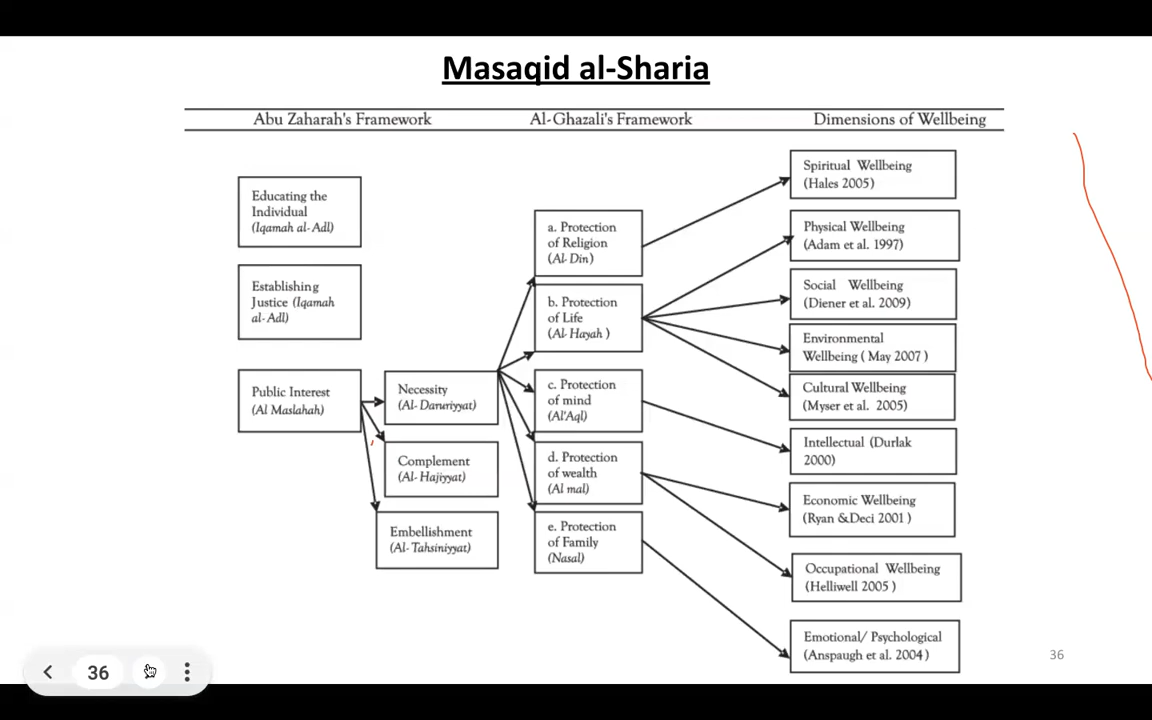 Masaqid al-Sharia
Abu Zaharah's Framework
Al-Ghazali's Framework
Dimensions of Wellbeing
Educating the
Individual
(Iqamah al-Adl)
Establishing
Justice (Iqamah
al-Adl)
Public Interest
(Al Maslahah)
Necessity
(Al-Daruriyyat)
Complement
(Al-Hajiyyat)
Embellishment
(Al-Tahsiniyyat)
a. Protection
of Religion
(Al-Din)
b. Protection
of Life
(Al-Hayah )
c. Protection
of mind
(Al'Aql)
d. Protection
of wealth
(Al mal)
e. Protection
of Family
(Nasal)
Spiritual Wellbeing
(Hales 2005)
Physical Wellbeing
(Adam et al. 1997)
Social Wellbeing
(Diener et al. 2009)
Environmental
Wellbeing ( May 2007 )
Cultural Wellbeing
(Myser et al. 2005)
Intellectual (Durlak
2000)
Economic Wellbeing
(Ryan &Deci 2001 )
Occupational Wellbeing
(Helliwell 2005 )
Emotional/ Psychological
(Anspaugh et al. 2004 )
36
36